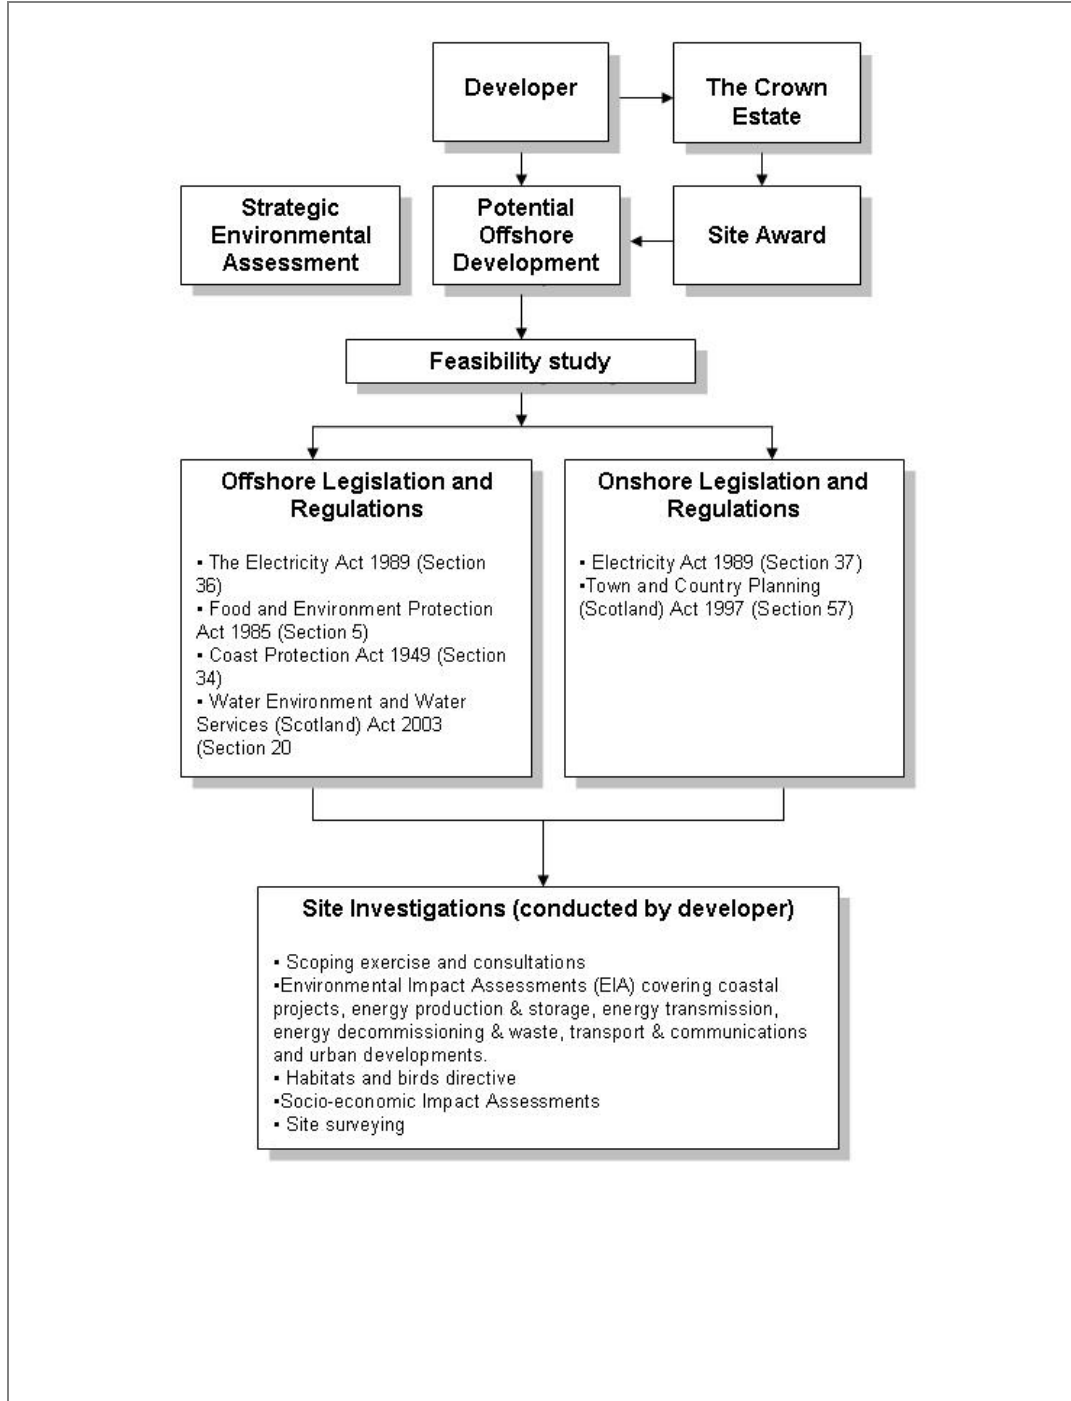 Developer
The Crown
Estate
Strategic
Environmental
Assessment
Potential
Offshore
Development
Site Award
Feasibility study
Offshore Legislation and
Regulations
▪ The Electricity Act 1989 (Section
36)
▪ Food and Environment Protection
Act 1985 (Section 5)
▪ Coast Protection Act 1949 (Section
34)
▪ Water Environment and Water
Services (Scotland) Act 2003
(Section 20
Onshore Legislation and
Regulations
▪ Electricity Act 1989 (Section 37)
▪Town and Country Planning
(Scotland) Act 1997 (Section 57)
Site Investigations (conducted by developer)
▪ Scoping exercise and consultations
▪Environmental Impact Assessments (EIA) covering coastal
projects, energy production & storage, energy transmission,
energy decommissioning & waste, transport & communications
and urban developments.
▪ Habitats and birds directive
▪Socio-economic Impact Assessments
▪ Site surveying